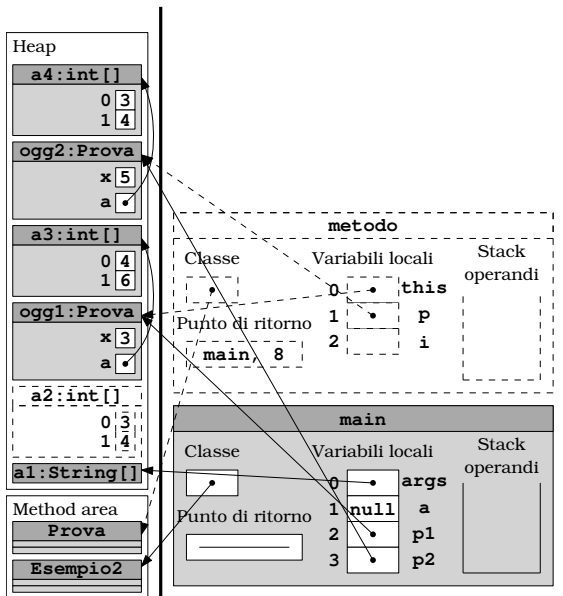 Heap
a4:int[]
0 3
1 4
ogg2:Prova
x 5
a
a3:int[]
0 4
1 6
ogg1:Prova
x 3
a
a2:int[]
0 3
1 4
a1:String[]
Method area
Prova
Esempio2
metodo
Classe
Variabili locali
Stack
operandi
0 this
1 p
2 i
Punto di ritorno
main, 8
main
Classe
Variabili locali
Stack
operandi
0 args
1 null a
2 p1
3 p2
Punto di ritorno